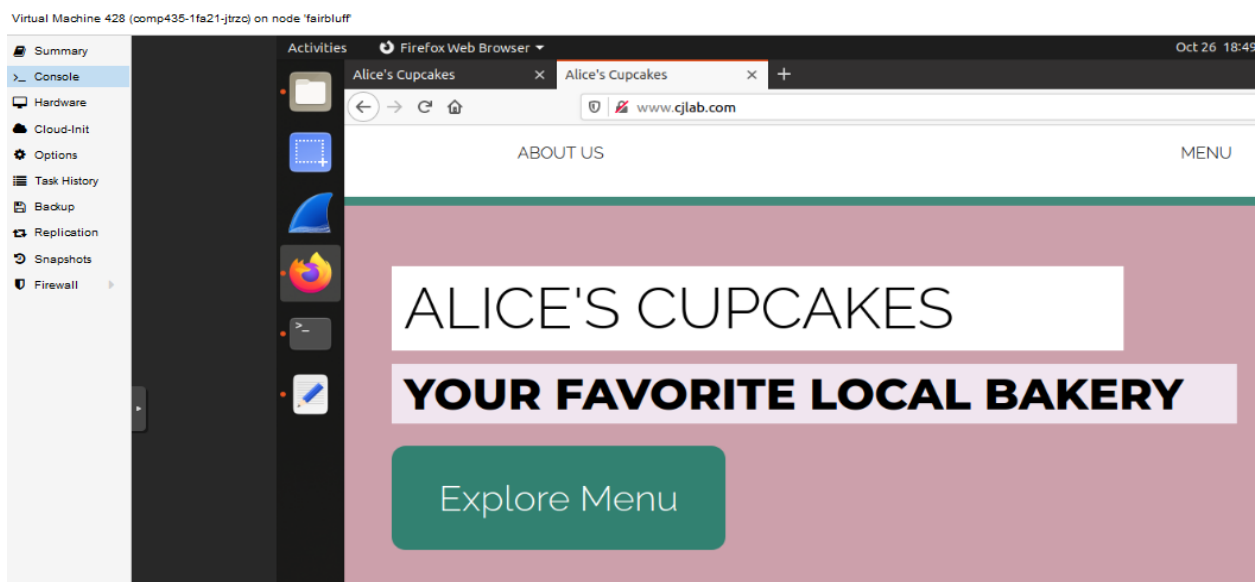 Virtual Machine 428 (comp435-1fa21-jtrzc) on node 'fairbluff'
Summary
>_ Console
Hardware
Cloud-Init
Options
Task History
Backup
Replication
Snapshots
Firewall
Activities Firefox Web Browser Oct 26 18:49
Alice's Cupcakes × Alice's Cupcakes × +
www.cjlab.com
ABOUT US MENU
ALICE'S CUPCAKES
YOUR FAVORITE LOCAL BAKERY
Explore Menu